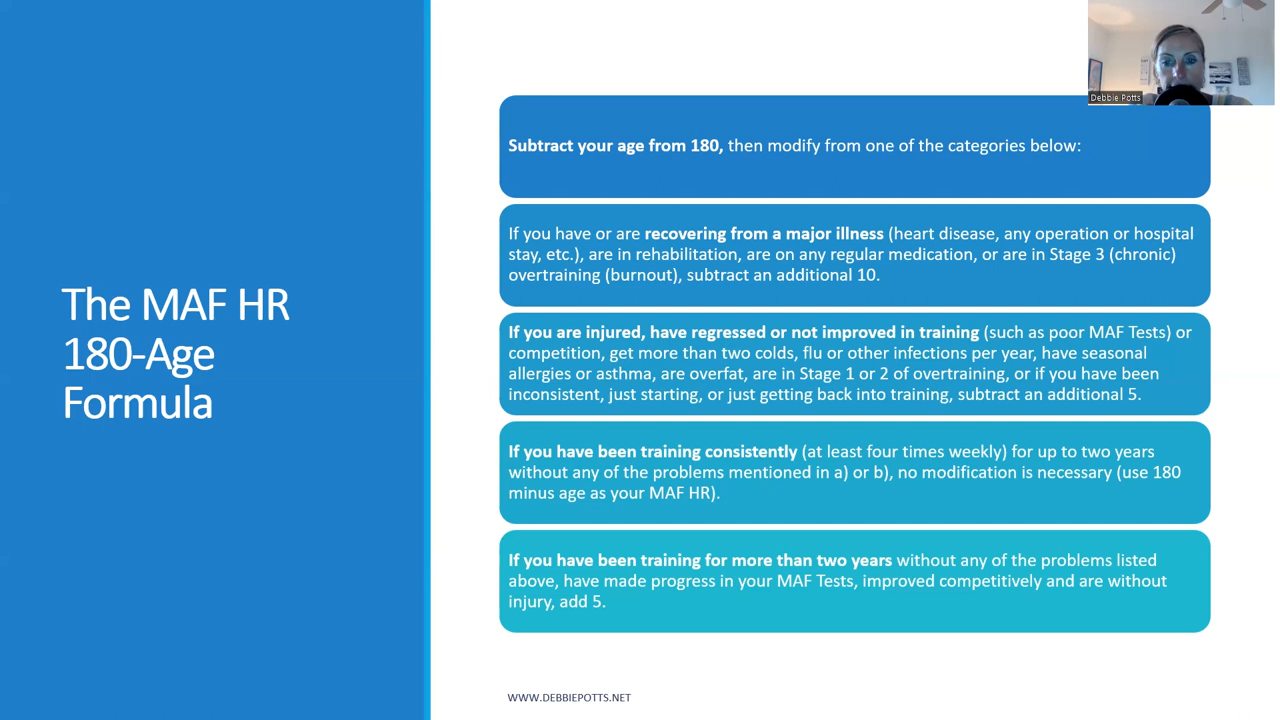 Debbie Potts
The MAF HR
180-Age
Formula
Subtract your age from 180, then modify from one of the categories below:
If you have or are recovering from a major illness (heart disease, any operation or hospital
stay, etc.), are in rehabilitation, are on any regular medication, or are in Stage 3 (chronic)
overtraining (burnout), subtract an additional 10.
If you are injured, have regressed or not improved in training (such as poor MAF Tests) or
competition, get more than two colds, flu or other infections per year, have seasonal
allergies or asthma, are overfat, are in Stage 1 or 2 of overtraining, or if you have been
inconsistent, just starting, or just getting back into training, subtract an additional 5.
If you have been training consistently (at least four times weekly) for up to two years
without any of the problems mentioned in a) or b), no modification is necessary (use 180
minus age as your MAF HR).
If you have been training for more than two years without any of the problems listed
above, have made progress in your MAF Tests, improved competitively and are without
injury, add 5.
WWW.DEBBIEPOTTS.NET